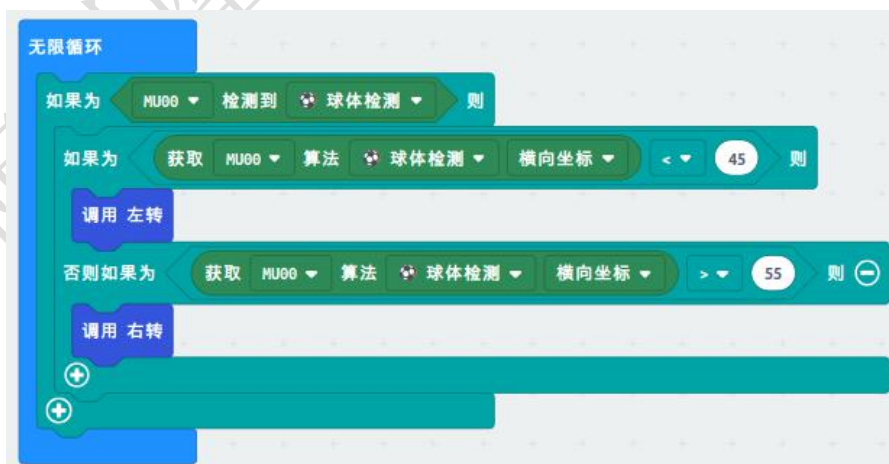 无限循环
如果为 MU00 检测到 球体检测 则
如果为 获取 MU00 算法 球体检测 横向坐标 < 45 则
调用 左转
否则如果为 获取 MU00 算法 球体检测 横向坐标 > 55 则
调用 右转